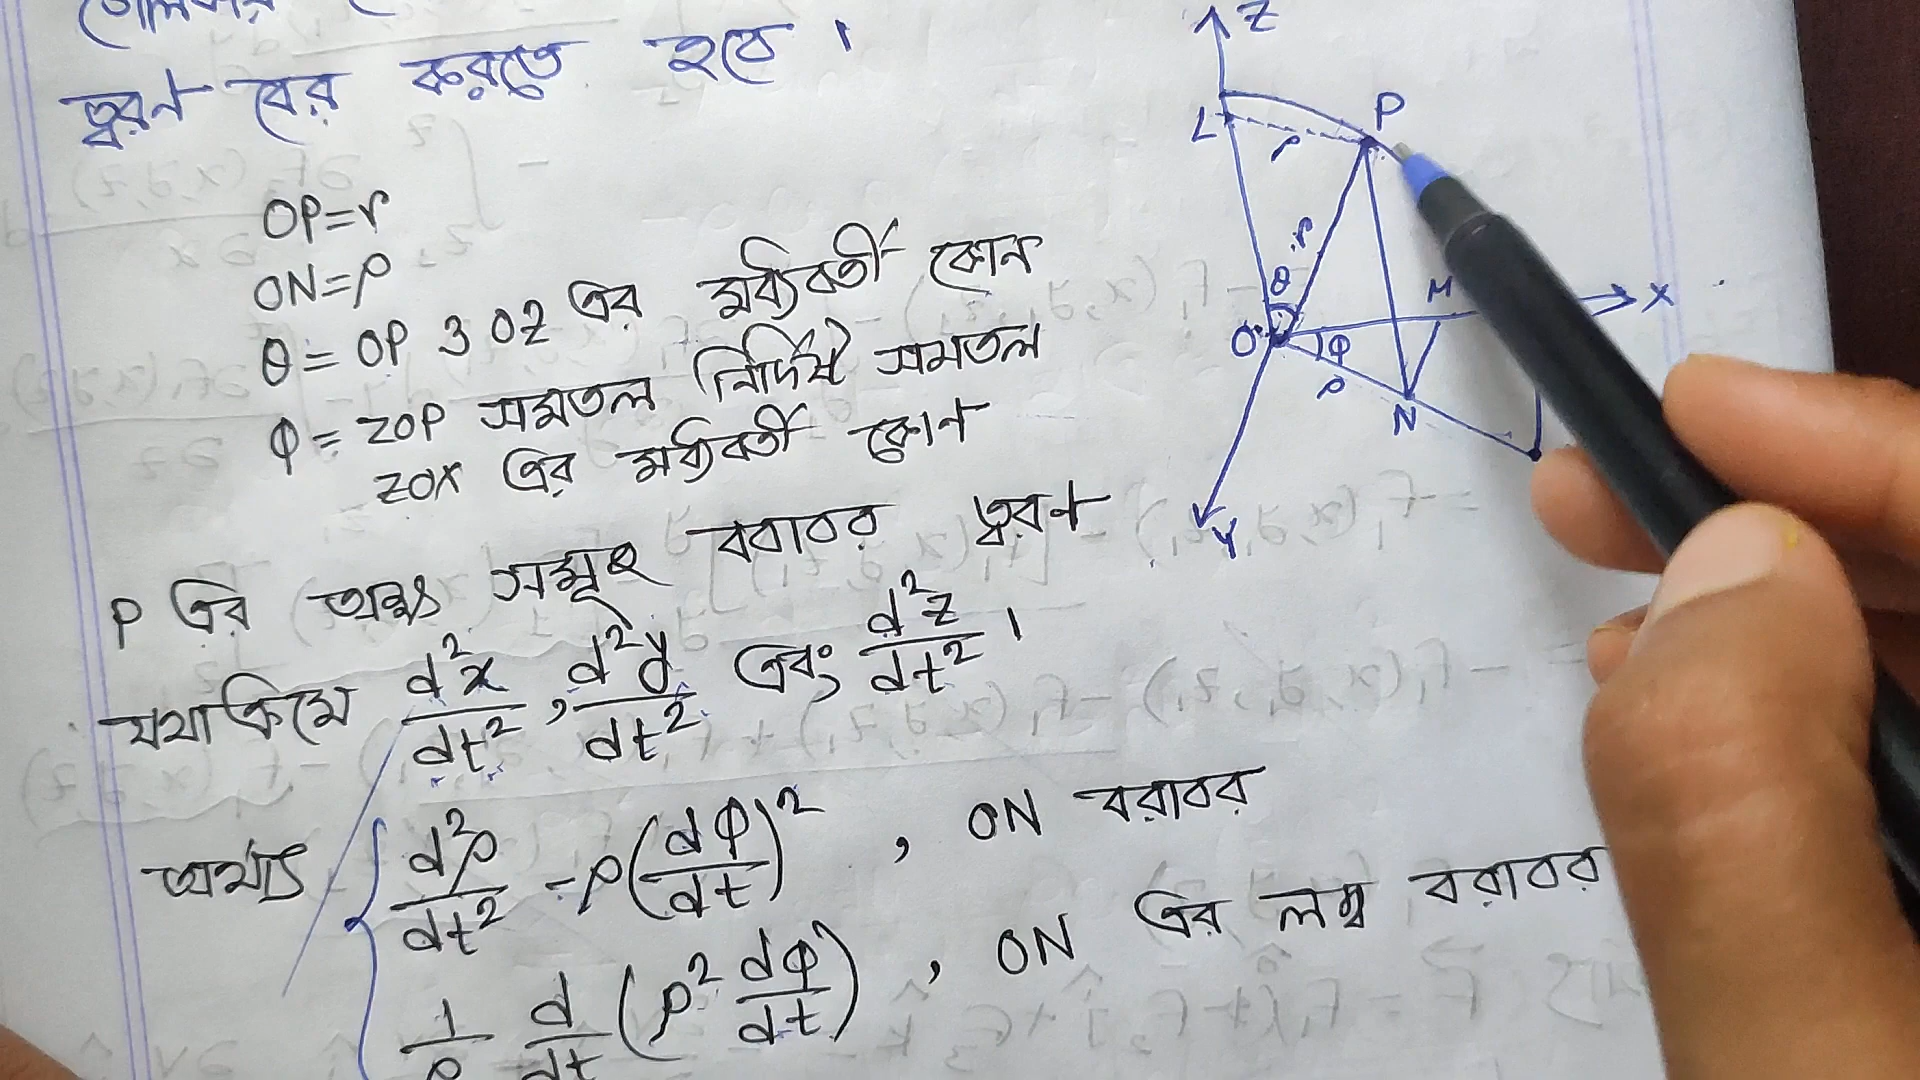 ত্বরণ বের করতে হবে ।
OP=r
ON=ρ
θ = OP ও OZ এর মধ্যবর্তী কোন
φ = ZOP সমতল নির্দিষ্ট সমতল
ZOX এর মধ্যবর্তী কোণ
P এর অক্ষ সমূহ বরাবর ত্বরণ
যথাক্রমে d²x/dt², d²y/dt² এবং d²z/dt² ।
অর্থাৎ { d²ρ/dt² - ρ(dφ/dt)² , ON বরাবর
1/ρ d/dt (ρ² dφ/dt) , ON এর লম্ব বরাবর
Z
L
P
ρ
r
θ
M
X
O
φ
ρ
N
Y